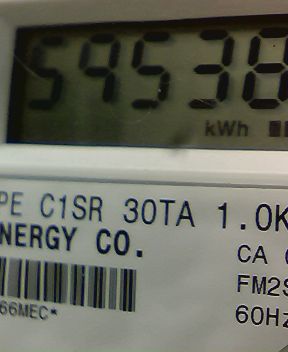 59538
kWh
PE C1SR 30TA 1.0K
NERGY CO.
CA
FM2S
66MEC*
60Hz